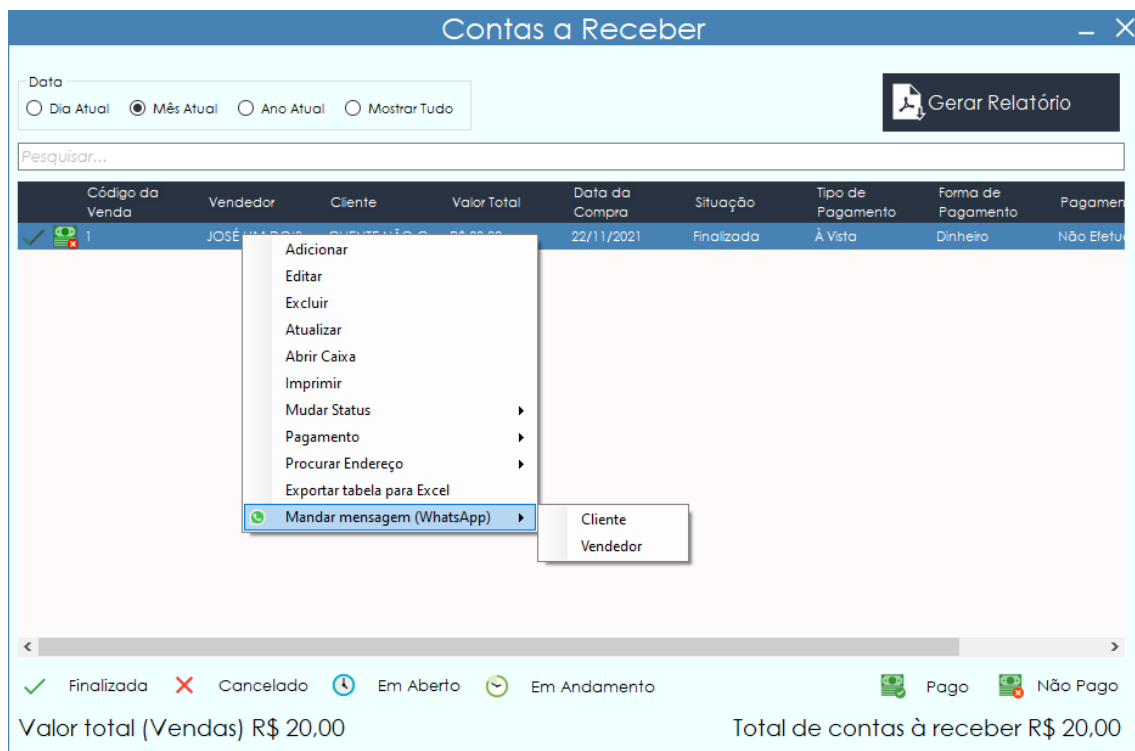 Contas a Receber
Data
Dia Atual Mês Atual Ano Atual Mostrar Tudo
Gerar Relatório
Pesquisar...
Código da Venda Vendedor Cliente Valor Total Data da Compra Situação Tipo de Pagamento Forma de Pagamento Pagamen
1 JOSÉ 22/11/2021 Finalizada À Vista Dinheiro Não Efetu
Adicionar
Editar
Excluir
Atualizar
Abrir Caixa
Imprimir
Mudar Status
Pagamento
Procurar Endereço
Exportar tabela para Excel
Mandar mensagem (WhatsApp)
Cliente
Vendedor
Finalizada Cancelado Em Aberto Em Andamento Pago Não Pago
Valor total (Vendas) R$ 20,00 Total de contas à receber R$ 20,00